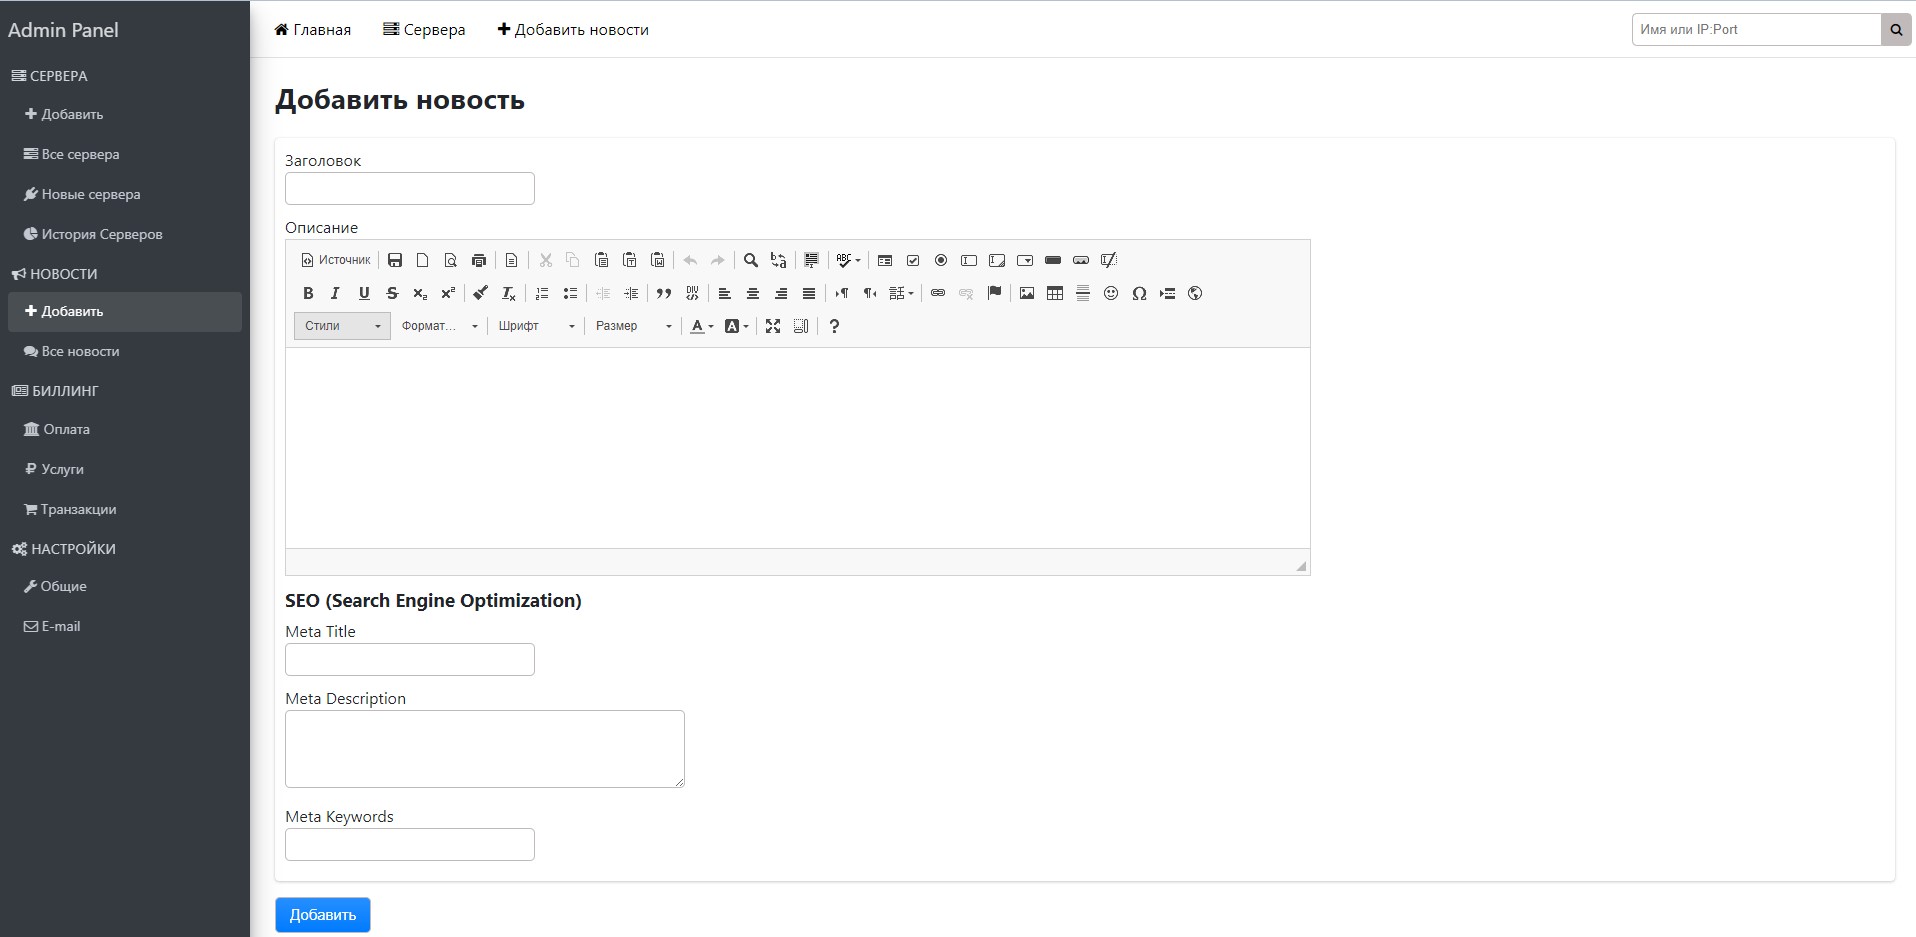 Admin Panel
СЕРВЕРА
Добавить
Все сервера
Новые сервера
История Серверов
НОВОСТИ
Добавить
Все новости
БИЛЛИНГ
Оплата
Услуги
Транзакции
НАСТРОЙКИ
Общие
E-mail
Главная Сервера Добавить новости
Имя или IP:Port
Добавить новость
Заголовок
Описание
Источник
Стили Формат... Шрифт Размер
SEO (Search Engine Optimization)
Meta Title
Meta Description
Meta Keywords
Добавить